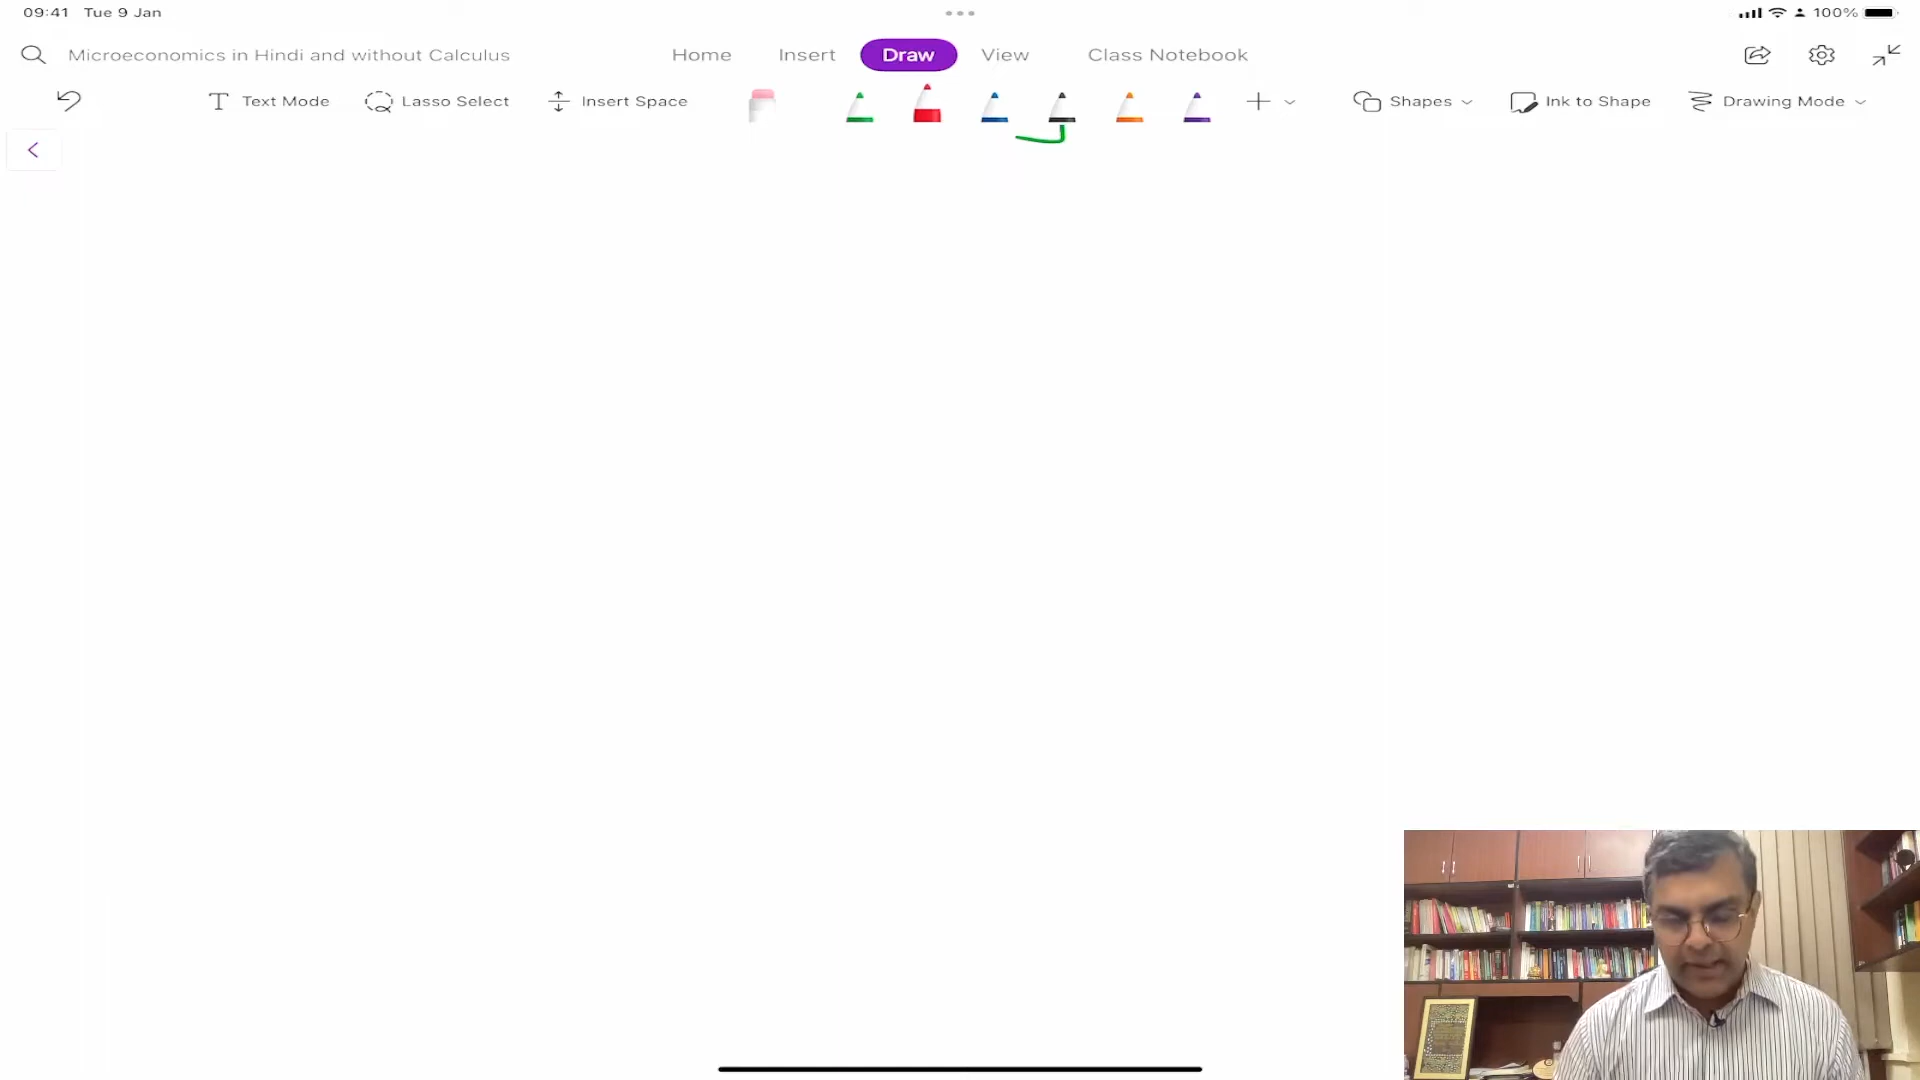 09:41 Tue 9 Jan
100%
Microeconomics in Hindi and without Calculus
Home
Insert
Draw
View
Class Notebook
Text Mode
Lasso Select
Insert Space
Shapes
Ink to Shape
Drawing Mode